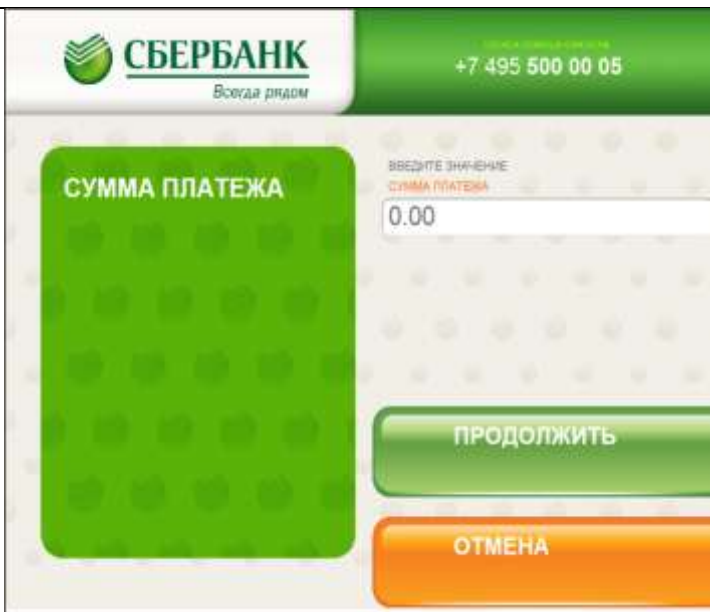 СБЕРБАНК
Всегда рядом
+7 495 500 00 05
СУММА ПЛАТЕЖА
ВВЕДИТЕ ЗНАЧЕНИЕ
СУММА ПЛАТЕЖА
0.00
ПРОДОЛЖИТЬ
ОТМЕНА